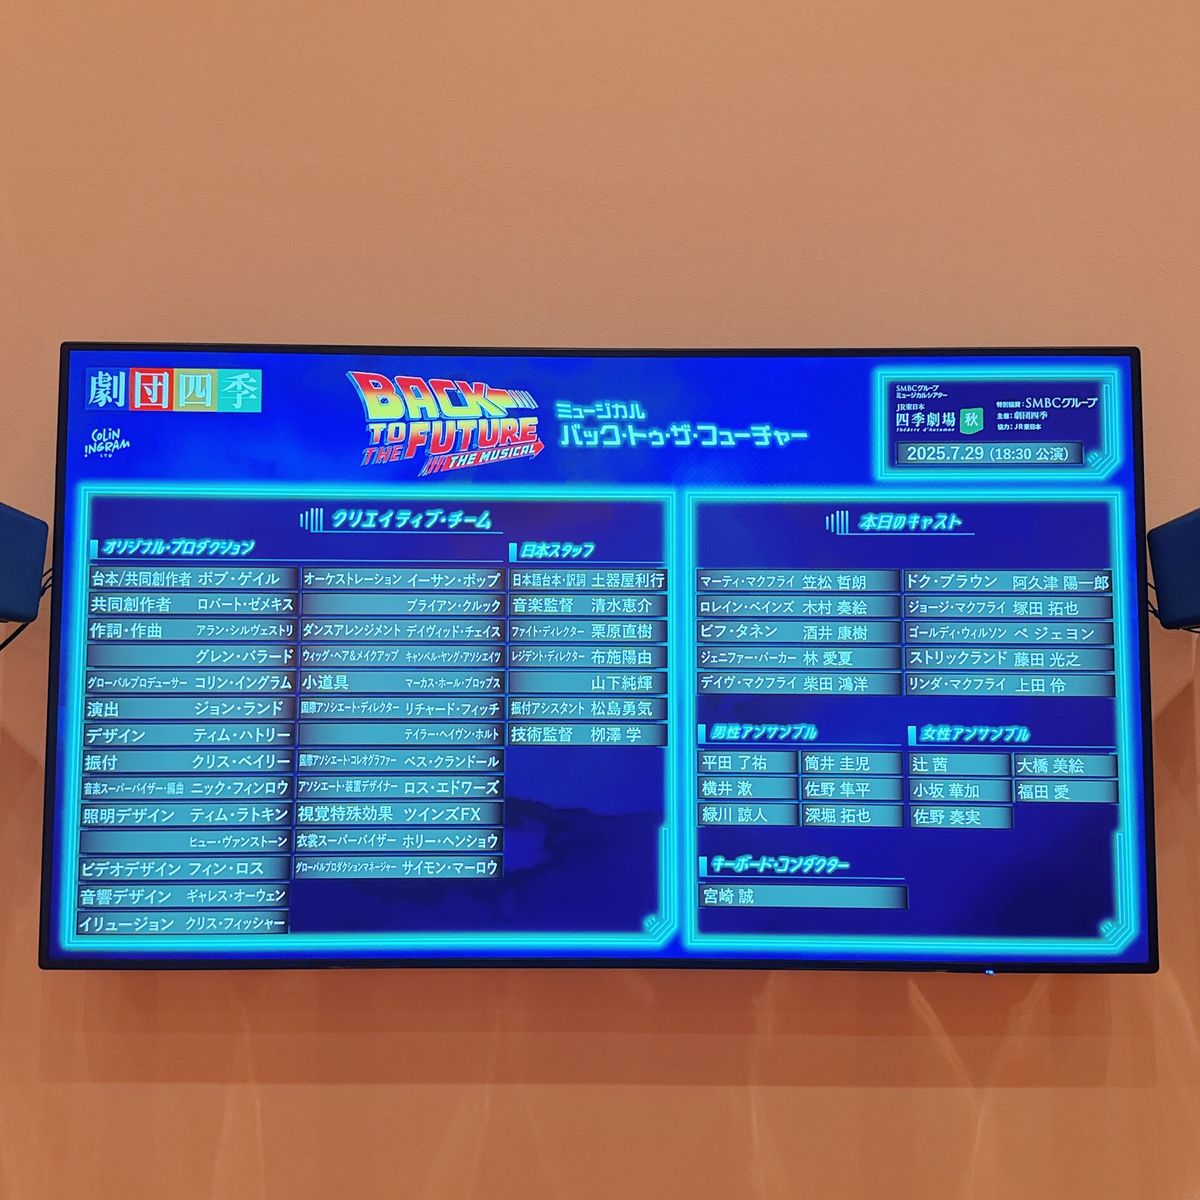 劇団四季
COLIN
INGRAM
LTD
BACK
TO THE FUTURE
THE MUSICAL
ミュージカル
バック・トゥ・ザ・フューチャー
SMBCグループ
ミュージカルシアター
JR東日本
四季劇場 秋
Théâtre d'Automne
特別協賛：SMBCグループ
主催：劇団四季
協力：JR東日本
2025.7.29（18:30 公演）
クリエイティブ・チーム
オリジナル・プロダクション
台本/共同創作者 ボブ・ゲイル
共同創作者 ロバート・ゼメキス
作詞・作曲 アラン・シルヴェストリ
グレン・バラード
グローバルプロデューサー コリン・イングラム
演出 ジョン・ランド
デザイン ティム・ハトリー
振付 クリス・ベイリー
音楽スーパーバイザー・編曲 ニック・フィンロウ
照明デザイン ティム・ラトキン
ヒュー・ヴァンストーン
ビデオデザイン フィン・ロス
音響デザイン ギャレス・オーウェン
イリュージョン クリス・フィッシャー
オーケストレーション イーサン・ポップ
ブライアン・クルック
ダンスアレンジメント デイヴィッド・チェイス
ウィッグ・ヘア&メイクアップ キャンベル・ヤング・アソシエイツ
小道具 マーカス・ホール・プロップス
国際アソシエート・ディレクター リチャード・フィッチ
テイラー・ヘイヴン・ホルト
国際アソシエート・コレオグラファー ベス・クランドール
アソシエート・装置デザイナー ロス・エドワーズ
視覚特殊効果 ツインズFX
衣裳スーパーバイザー ホリー・ヘンショウ
グローバルプロダクションマネージャー サイモン・マーロウ
日本スタッフ
日本語台本・訳詞 土器屋利行
音楽監督 清水恵介
ファイト・ディレクター 栗原直樹
レジデント・ディレクター 布施陽由
山下純輝
振付アシスタント 松島勇気
技術監督 栁澤 学
本日のキャスト
マーティ・マクフライ 笠松 哲朗
ドク・ブラウン 阿久津 陽一郎
ロレイン・ベインズ 木村 奏絵
ジョージ・マクフライ 塚田 拓也
ビフ・タネン 酒井 康樹
ゴールディ・ウィルソン ペ ジェヨン
ジェニファー・パーカー 林 愛夏
ストリックランド 藤田 光之
デイヴ・マクフライ 柴田 鴻洋
リンダ・マクフライ 上田 伶
男性アンサンブル
平田 了祐
筒井 圭児
横井 漱
佐野 隼平
緑川 諒人
深堀 拓也
女性アンサンブル
辻 茜
大橋 美絵
小坂 華加
福田 愛
佐野 奏実
キーボード・コンダクター
宮崎 誠